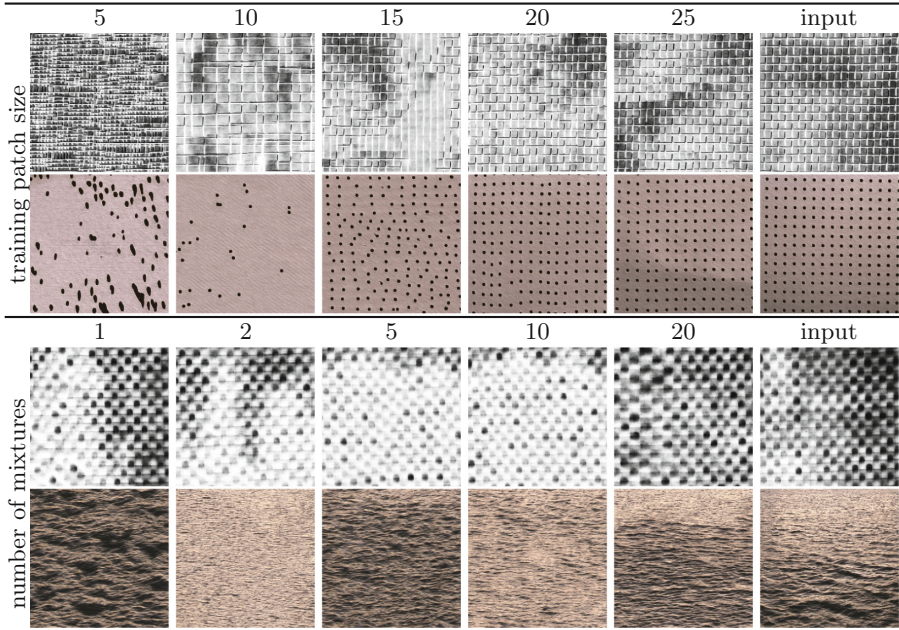 5 10 15 20 25 input
training patch size
1 2 5 10 20 input
number of mixtures